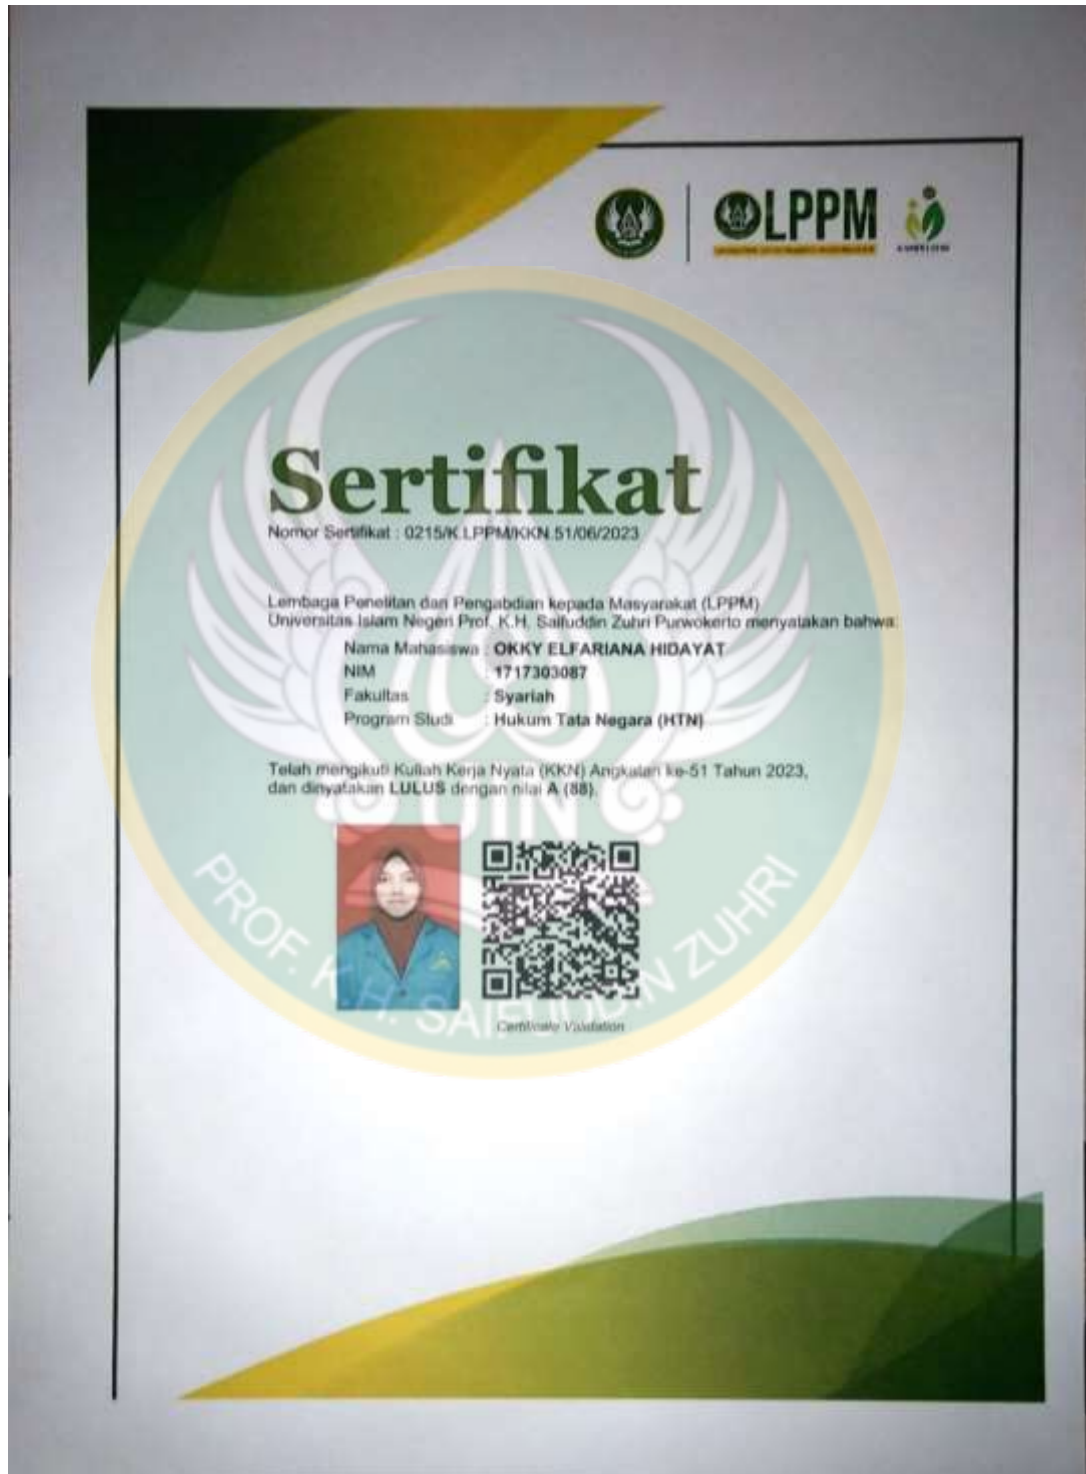 LPPM
Sertifikat
Nomor Sertifikat : 0215/K.LPPM/KKN.51/06/2023
Lembaga Penelitan dan Pengabdian kepada Masyarakat (LPPM)
Universitas Islam Negeri Prof. K.H. Saifuddin Zuhri Purwokerto menyatakan bahwa:
Nama Mahasiswa : OKKY ELFARIANA HIDAYAT
NIM : 1717303087
Fakultas : Syariah
Program Studi : Hukum Tata Negara (HTN)
Telah mengikuti Kuliah Kerja Nyata (KKN) Angkatan ke-51 Tahun 2023,
dan dinyatakan LULUS dengan nilai A (88).
UIN
PROF. K.H. SAIFUDDIN ZUHRI
Certificate Validation